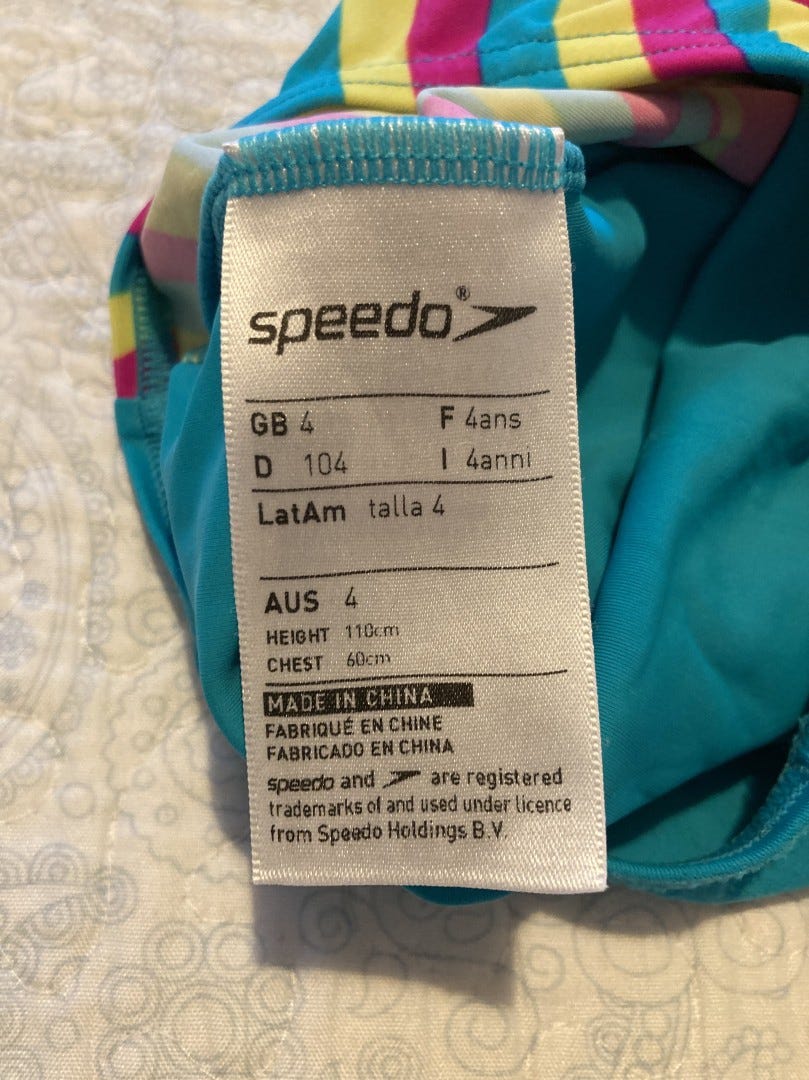 speedo®
GB 4 F 4ans
D 104 I 4anni
LatAm talla 4
AUS 4
HEIGHT 110cm
CHEST 60cm
MADE IN CHINA
FABRIQUÉ EN CHINE
FABRICADO EN CHINA
speedo and are registered
trademarks of and used under licence
from Speedo Holdings B.V.